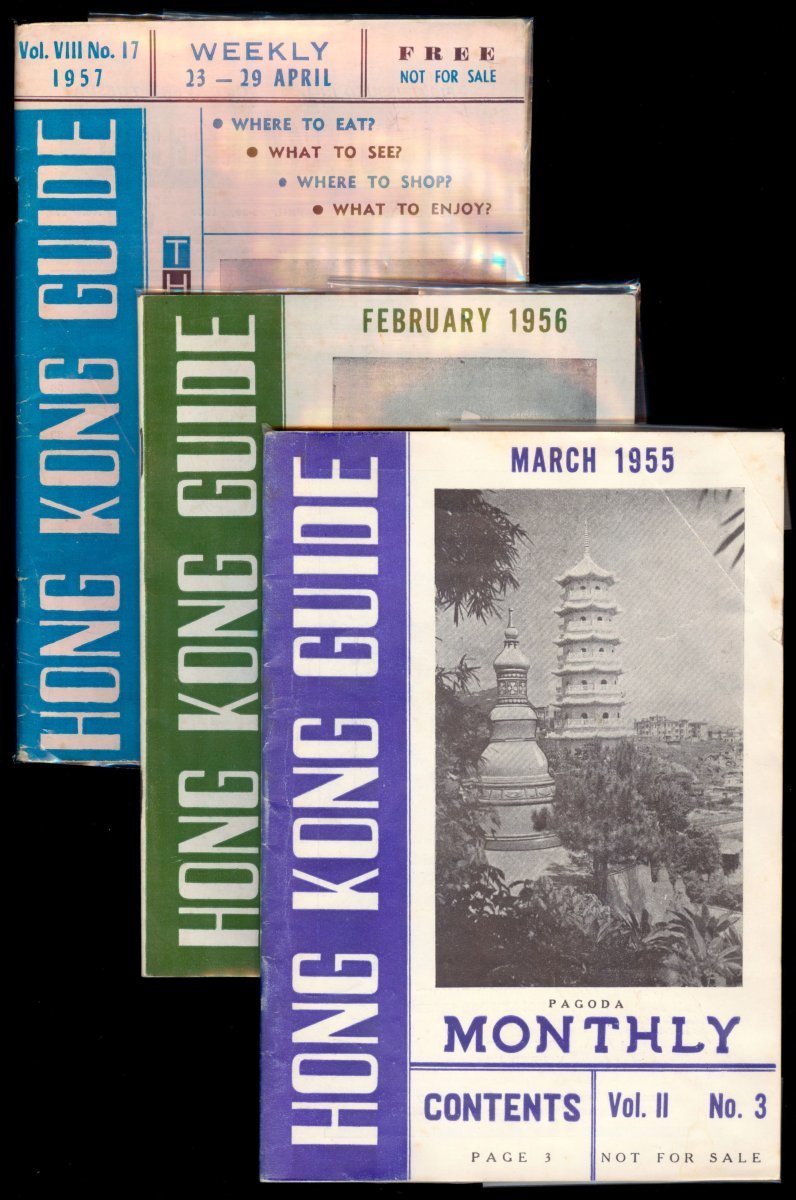 Vol. VIII No. 17
1957
WEEKLY
23 — 29 APRIL
FREE
NOT FOR SALE
• WHERE TO EAT?
• WHAT TO SEE?
• WHERE TO SHOP?
• WHAT TO ENJOY?
HONG KONG GUIDE
TH
FEBRUARY 1956
HONG KONG GUIDE
MARCH 1955
HONG KONG GUIDE
PAGODA
MONTHLY
CONTENTS
PAGE 3
Vol. II No. 3
NOT FOR SALE